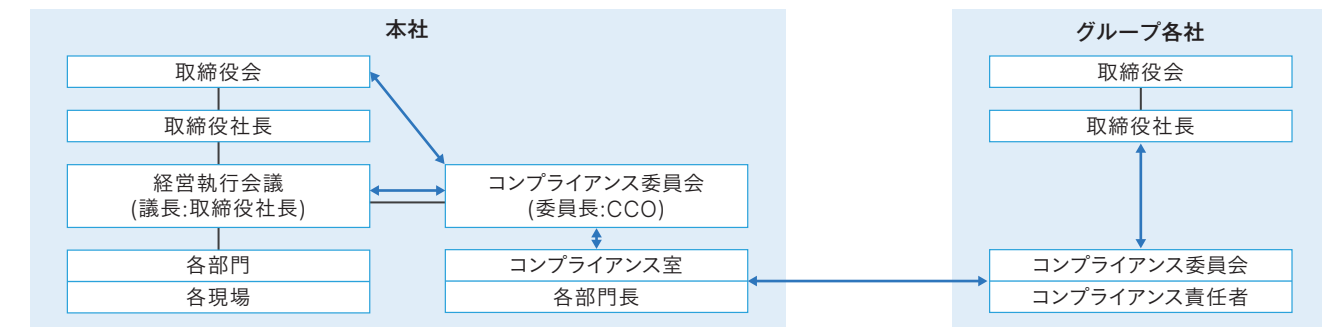 本社
取締役会
取締役社長
経営執行会議
(議長:取締役社長)
各部門
各現場
コンプライアンス委員会
(委員長:CCO)
コンプライアンス室
各部門長
グループ各社
取締役会
取締役社長
コンプライアンス委員会
コンプライアンス責任者